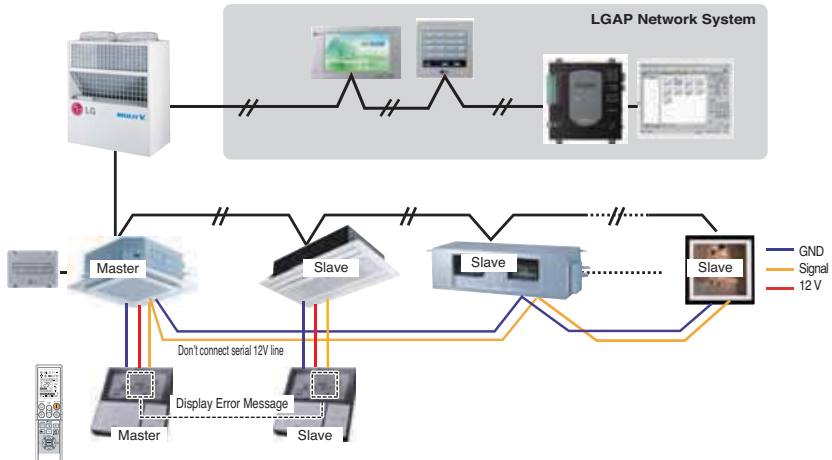 LGAP Network System
LG
MULTI V
Master
Slave
Slave
Slave
GND
Signal
12 V
Don't connect serial 12V line
Display Error Message
Master
Slave